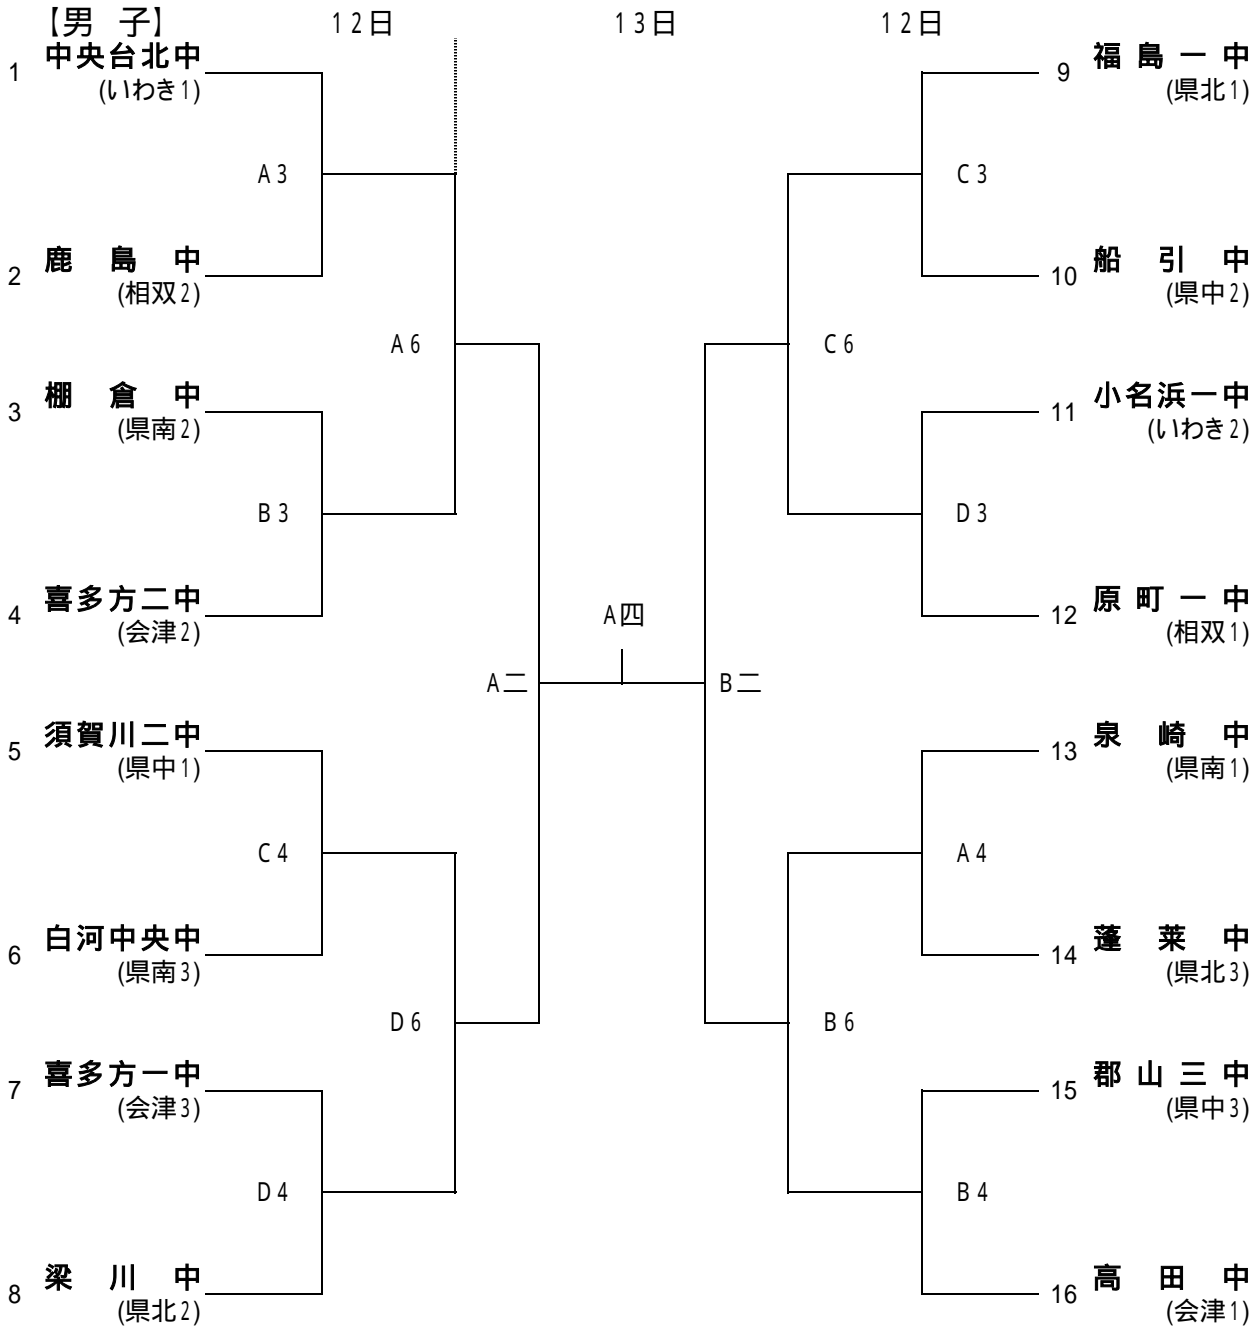 【男 子】 12日 13日 12日
1 中央台北中 9 福島一中
(いわき1) (県北1)
A3 C3
2 鹿島中 10 船引中
(相双2) (県中2)
A6 C6
3 棚倉中 11 小名浜一中
(県南2) (いわき2)
B3 D3
4 喜多方二中 12 原町一中
(会津2) (相双1)
A四
A二 B二
5 須賀川二中 13 泉崎中
(県中1) (県南1)
C4 A4
6 白河中央中 14 蓬莱中
(県南3) (県北3)
D6 B6
7 喜多方一中 15 郡山三中
(会津3) (県中3)
D4 B4
8 梁川中 16 高田中
(県北2) (会津1)